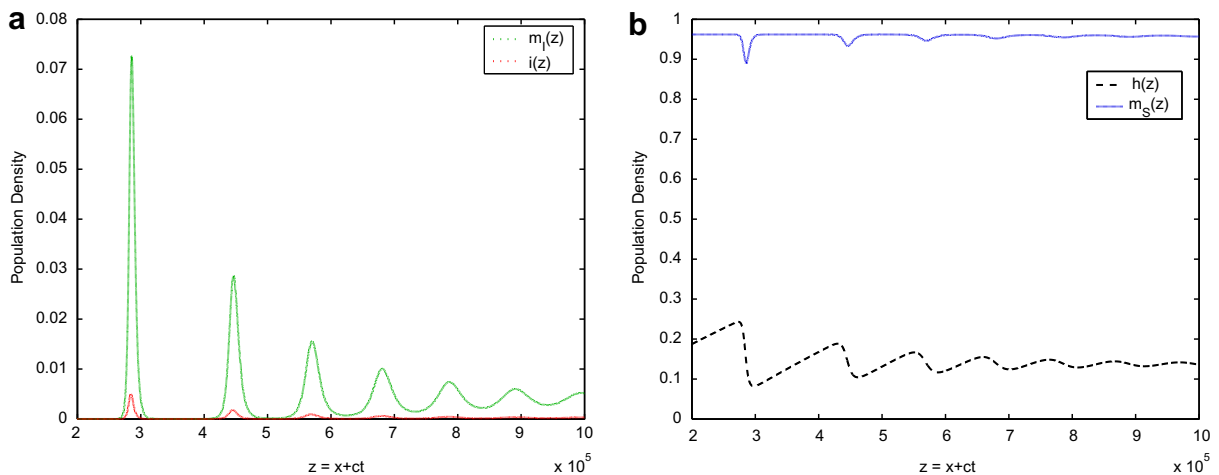 a
0.08
0.07
0.06
0.05
0.04
0.03
0.02
0.01
0
Population Density
m_I(z)
i(z)
2 3 4 5 6 7 8 9 10
z = x+ct
x 10^5
b
1
0.9
0.8
0.7
0.6
0.5
0.4
0.3
0.2
0.1
0
Population Density
h(z)
m_S(z)
2 3 4 5 6 7 8 9 10
z = x+ct
x 10^5